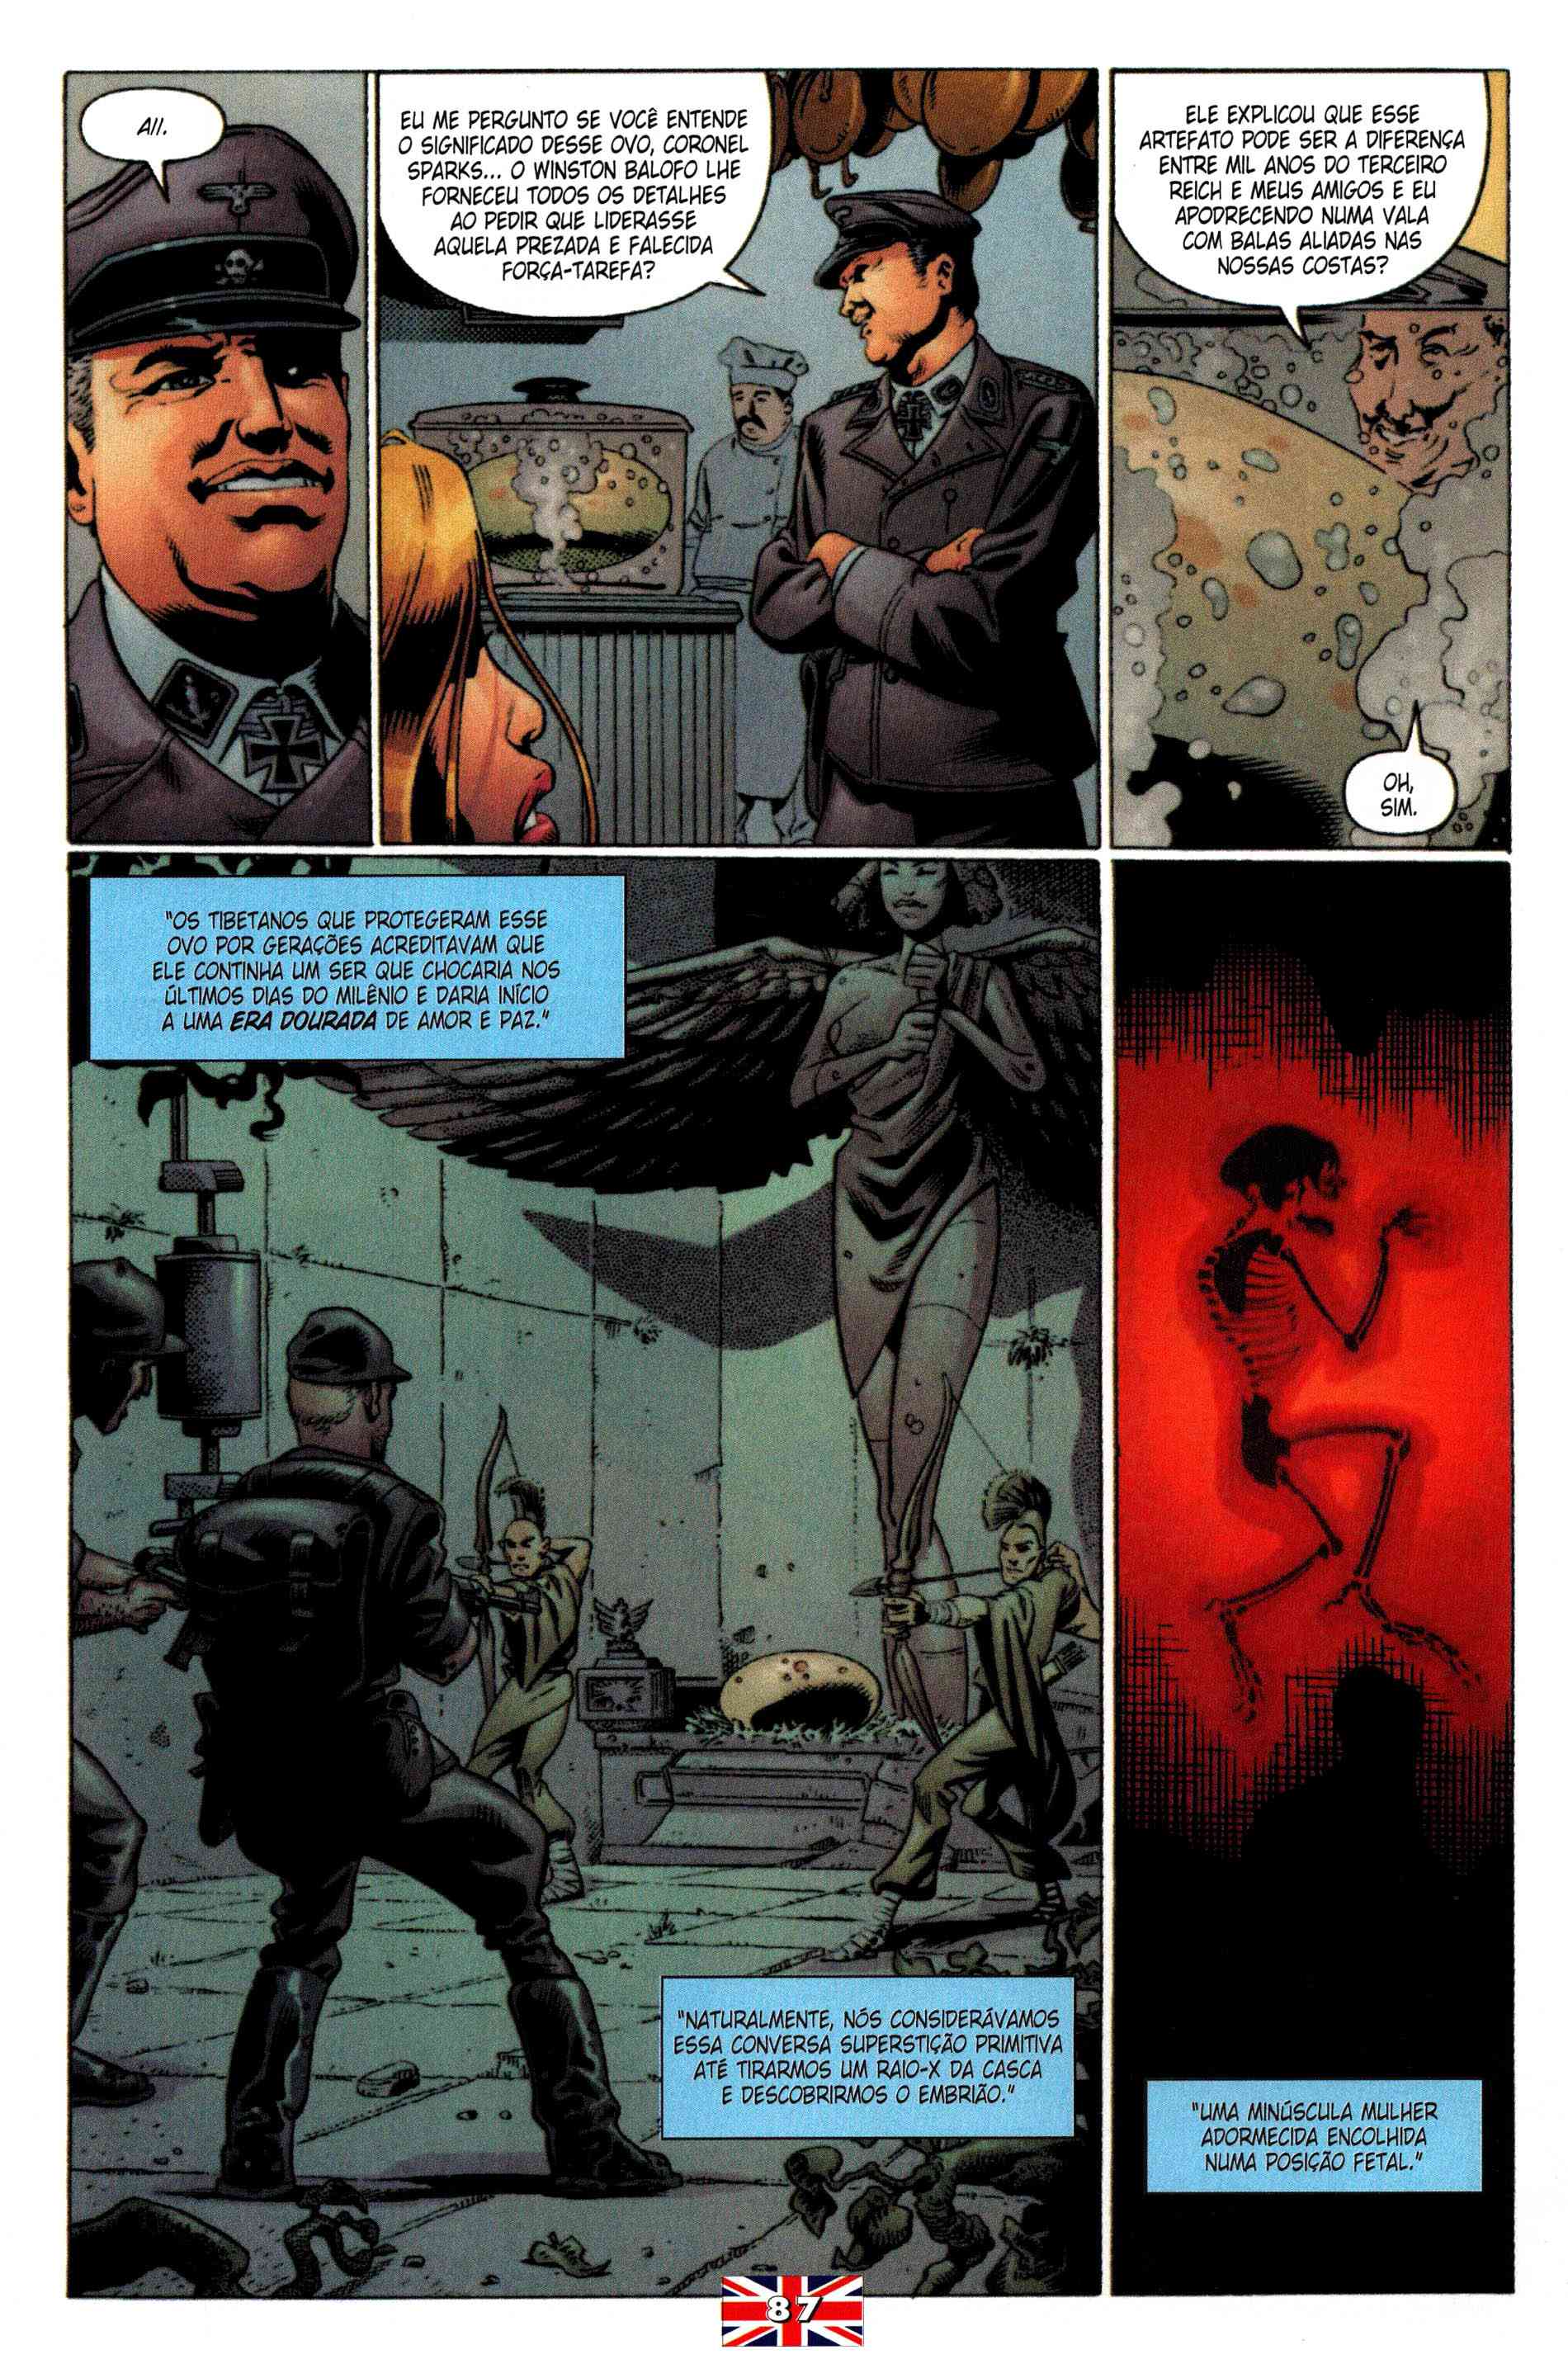 AII.
EU ME PERGUNTO SE VOCÊ ENTENDE
O SIGNIFICADO DESSE OVO, CORONEL
SPARKS... O WINSTON BALOFO LHE
FORNECEU TODOS OS DETALHES
AO PEDIR QUE LIDERASSE
AQUELA PREZADA E FALECIDA
FORÇA-TAREFA?
ELE EXPLICOU QUE ESSE
ARTEFATO PODE SER A DIFERENÇA
ENTRE MIL ANOS DO TERCEIRO
REICH E MEUS AMIGOS E EU
APODRECENDO NUMA VALA
COM BALAS ALIADAS NAS
NOSSAS COSTAS?
OH,
SIM.
"OS TIBETANOS QUE PROTEGERAM ESSE
OVO POR GERAÇÕES ACREDITAVAM QUE
ELE CONTINHA UM SER QUE CHOCARIA NOS
ÚLTIMOS DIAS DO MILÊNIO E DARIA INÍCIO
A UMA ERA DOURADA DE AMOR E PAZ."
"NATURALMENTE, NÓS CONSIDERÁVAMOS
ESSA CONVERSA SUPERSTIÇÃO PRIMITIVA
ATÉ TIRARMOS UM RAIO-X DA CASCA
E DESCOBRIRMOS O EMBRIÃO."
"UMA MINÚSCULA MULHER
ADORMECIDA ENCOLHIDA
NUMA POSIÇÃO FETAL."
87